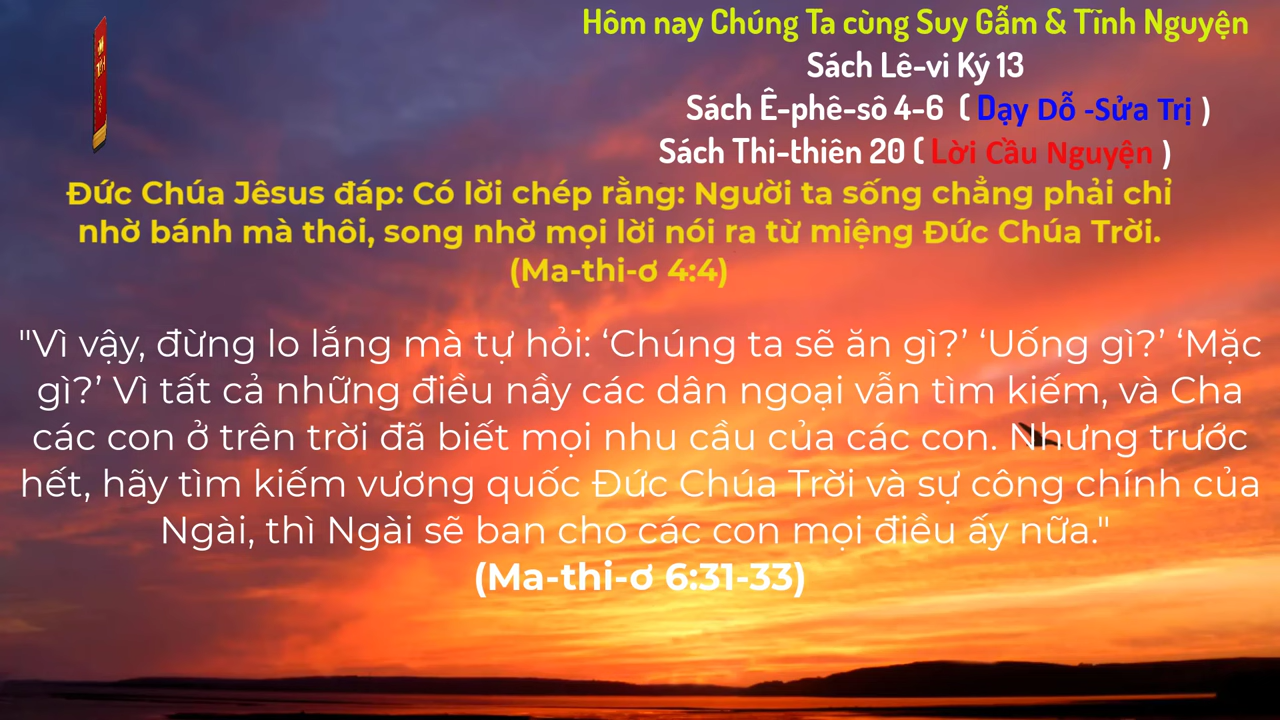 Hôm nay Chúng Ta cùng Suy Gẫm & Tĩnh Nguyện
Sách Lê-vi Ký 13
Sách Ê-phê-sô 4-6 ( Dạy Dỗ -Sửa Trị )
Sách Thi-thiên 20 ( Lời Cầu Nguyện )
Đức Chúa Jêsus đáp: Có lời chép rằng: Người ta sống chẳng phải chỉ
nhờ bánh mà thôi, song nhờ mọi lời nói ra từ miệng Đức Chúa Trời.
(Ma-thi-ơ 4:4)
"Vì vậy, đừng lo lắng mà tự hỏi: ‘Chúng ta sẽ ăn gì?’ ‘Uống gì?’ ‘Mặc
gì?’ Vì tất cả những điều nầy các dân ngoại vẫn tìm kiếm, và Cha
các con ở trên trời đã biết mọi nhu cầu của các con. Nhưng trước
hết, hãy tìm kiếm vương quốc Đức Chúa Trời và sự công chính của
Ngài, thì Ngài sẽ ban cho các con mọi điều ấy nữa."
(Ma-thi-ơ 6:31-33)